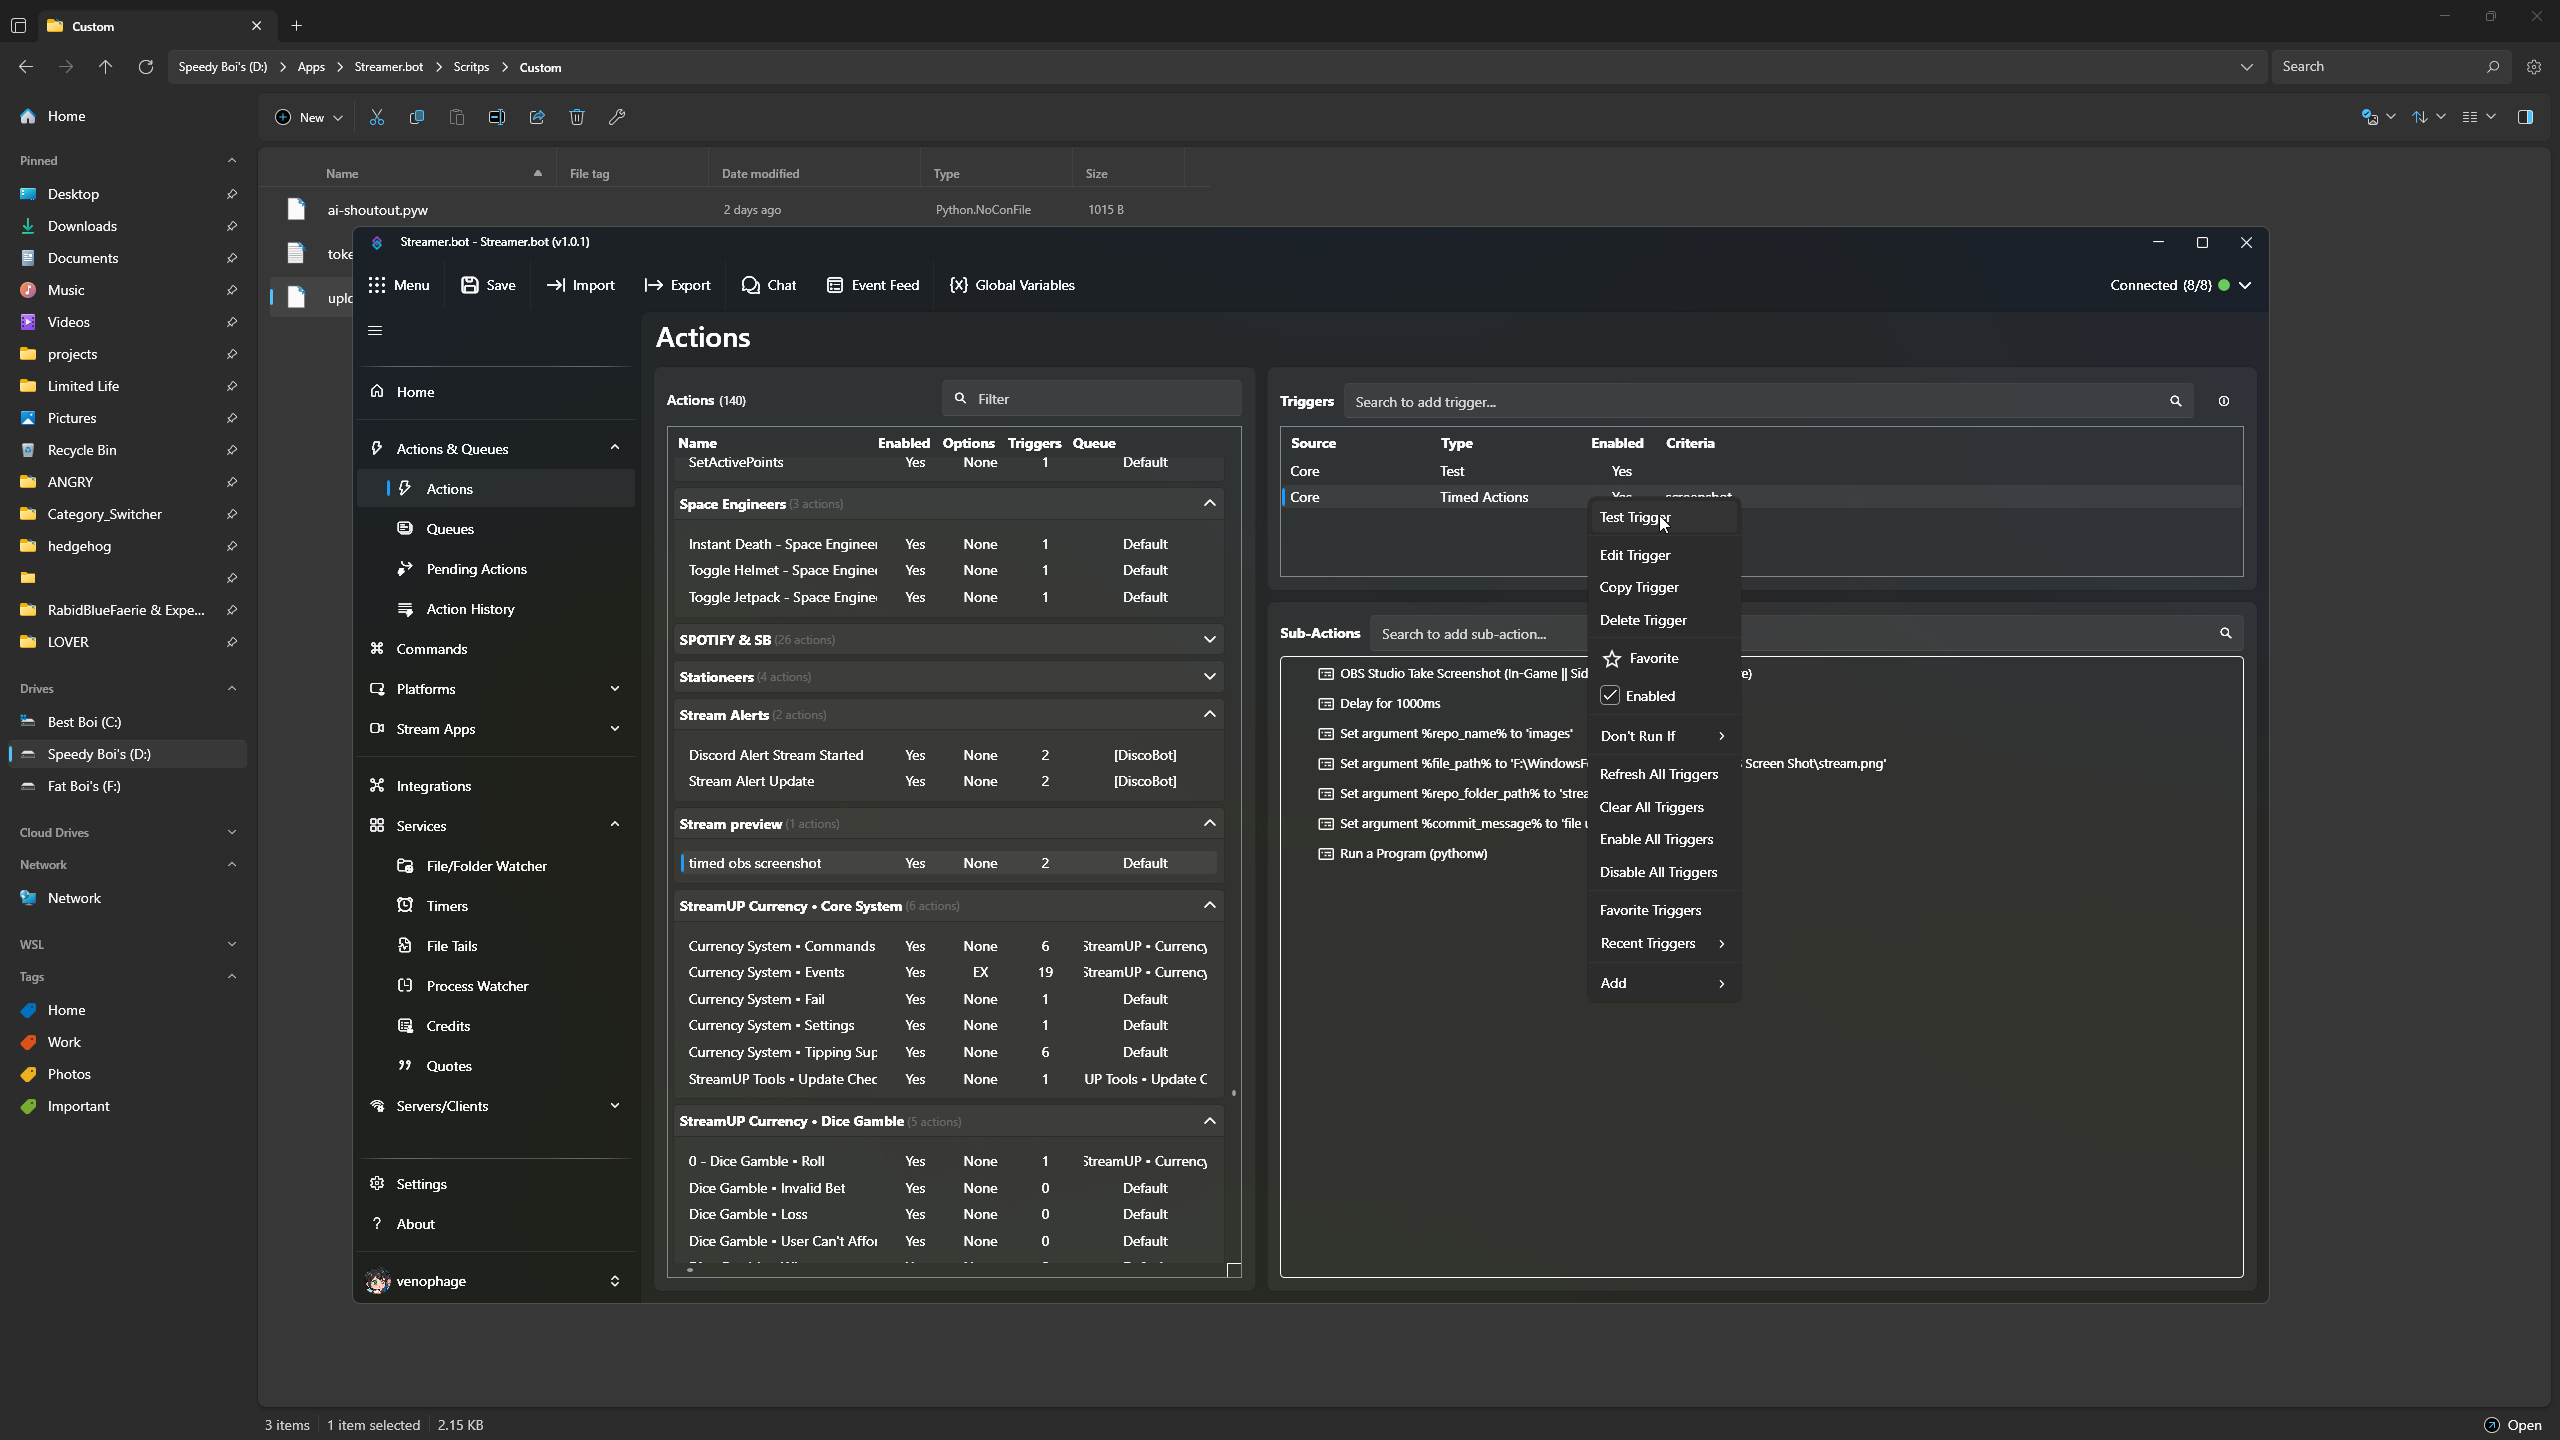 Custom
Speedy Boi's (D:) > Apps > Streamer.bot > Scritps > Custom
Search
Home
New
Pinned
Desktop
Downloads
Documents
Music
Videos
projects
Limited Life
Pictures
Recycle Bin
ANGRY
Category_Switcher
hedgehog
RabidBlueFaerie & Expe...
LOVER
Drives
Best Boi (C:)
Speedy Boi's (D:)
Fat Boi's (F:)
Cloud Drives
Network
Network
WSL
Tags
Home
Work
Photos
Important
Name File tag Date modified Type Size
ai-shoutout.pyw 2 days ago Python.NoConFile 1015 B
toke
uplo
Streamer.bot - Streamer.bot (v1.0.1)
Menu Save Import Export Chat Event Feed {x} Global Variables
Connected (8/8)
Home
Actions & Queues
Actions
Queues
Pending Actions
Action History
Commands
Platforms
Stream Apps
Integrations
Services
File/Folder Watcher
Timers
File Tails
Process Watcher
Credits
Quotes
Servers/Clients
Settings
? About
venophage
Actions
Actions (140) Filter
Name Enabled Options Triggers Queue
SetActivePoints Yes None 1 Default
Space Engineers (3 actions)
Instant Death - Space Engineer Yes None 1 Default
Toggle Helmet - Space Engine Yes None 1 Default
Toggle Jetpack - Space Engine Yes None 1 Default
SPOTIFY & SB (26 actions)
Stationeers (4 actions)
Stream Alerts (2 actions)
Discord Alert Stream Started Yes None 2 [DiscoBot]
Stream Alert Update Yes None 2 [DiscoBot]
Stream preview (1 actions)
timed obs screenshot Yes None 2 Default
StreamUP Currency • Core System (6 actions)
Currency System • Commands Yes None 6 StreamUP • Currency
Currency System • Events Yes EX 19 StreamUP • Currency
Currency System • Fail Yes None 1 Default
Currency System • Settings Yes None 1 Default
Currency System • Tipping Sup Yes None 6 Default
StreamUP Tools • Update Chec Yes None 1 UP Tools • Update C
StreamUP Currency • Dice Gamble (5 actions)
0 - Dice Gamble • Roll Yes None 1 StreamUP • Currency
Dice Gamble • Invalid Bet Yes None 0 Default
Dice Gamble • Loss Yes None 0 Default
Dice Gamble • User Can't Affor Yes None 0 Default
Triggers Search to add trigger...
Source Type Enabled Criteria
Core Test Yes
Core Timed Actions Yes screenshot
Test Trigger
Edit Trigger
Copy Trigger
Delete Trigger
Favorite
Enabled
Don't Run If
Refresh All Triggers
Clear All Triggers
Enable All Triggers
Disable All Triggers
Favorite Triggers
Recent Triggers
Add
Sub-Actions Search to add sub-action...
OBS Studio Take Screenshot (In-Game || Sid e)
Delay for 1000ms
Set argument %repo_name% to 'images'
Set argument %file_path% to 'F:\WindowsF Screen Shot\stream.png'
Set argument %repo_folder_path% to 'strea
Set argument %commit_message% to 'file u
Run a Program (pythonw)
3 items 1 item selected 2.15 KB
Open